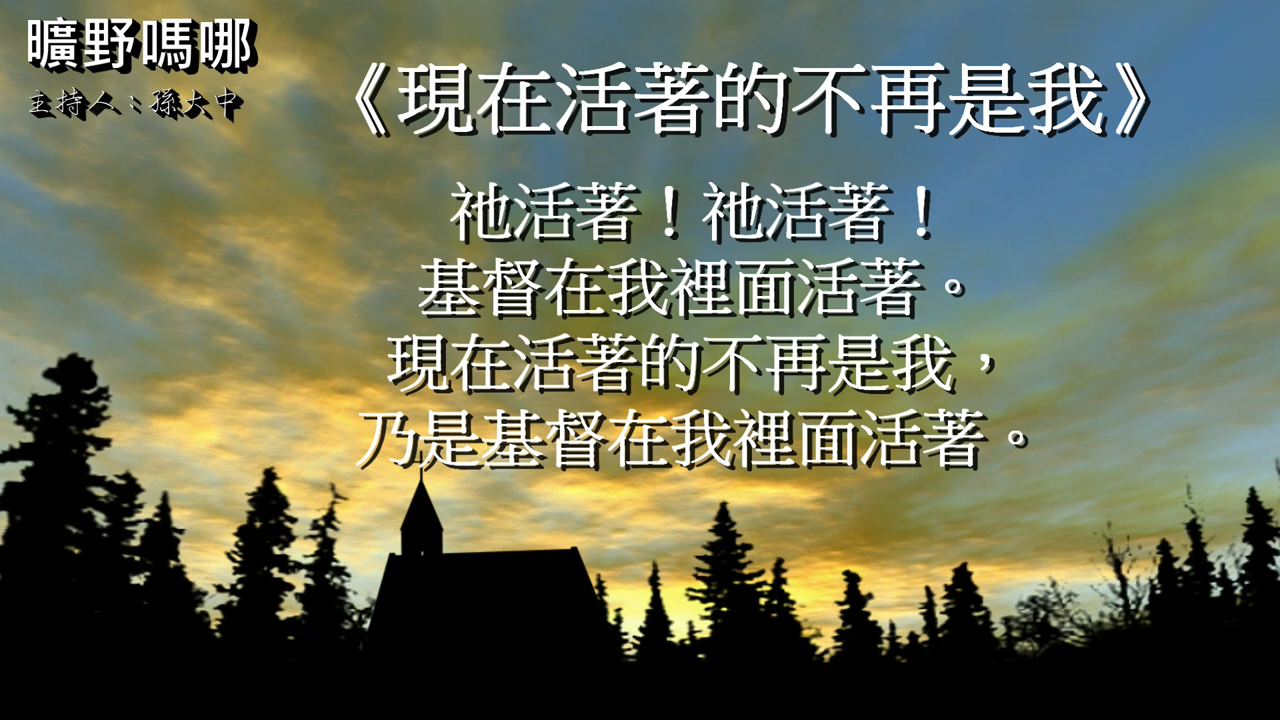 曠野嗎哪
主持人：孫大中
《現在活著的不再是我》
祂活著！祂活著！
基督在我裡面活著。
現在活著的不再是我，
乃是基督在我裡面活著。